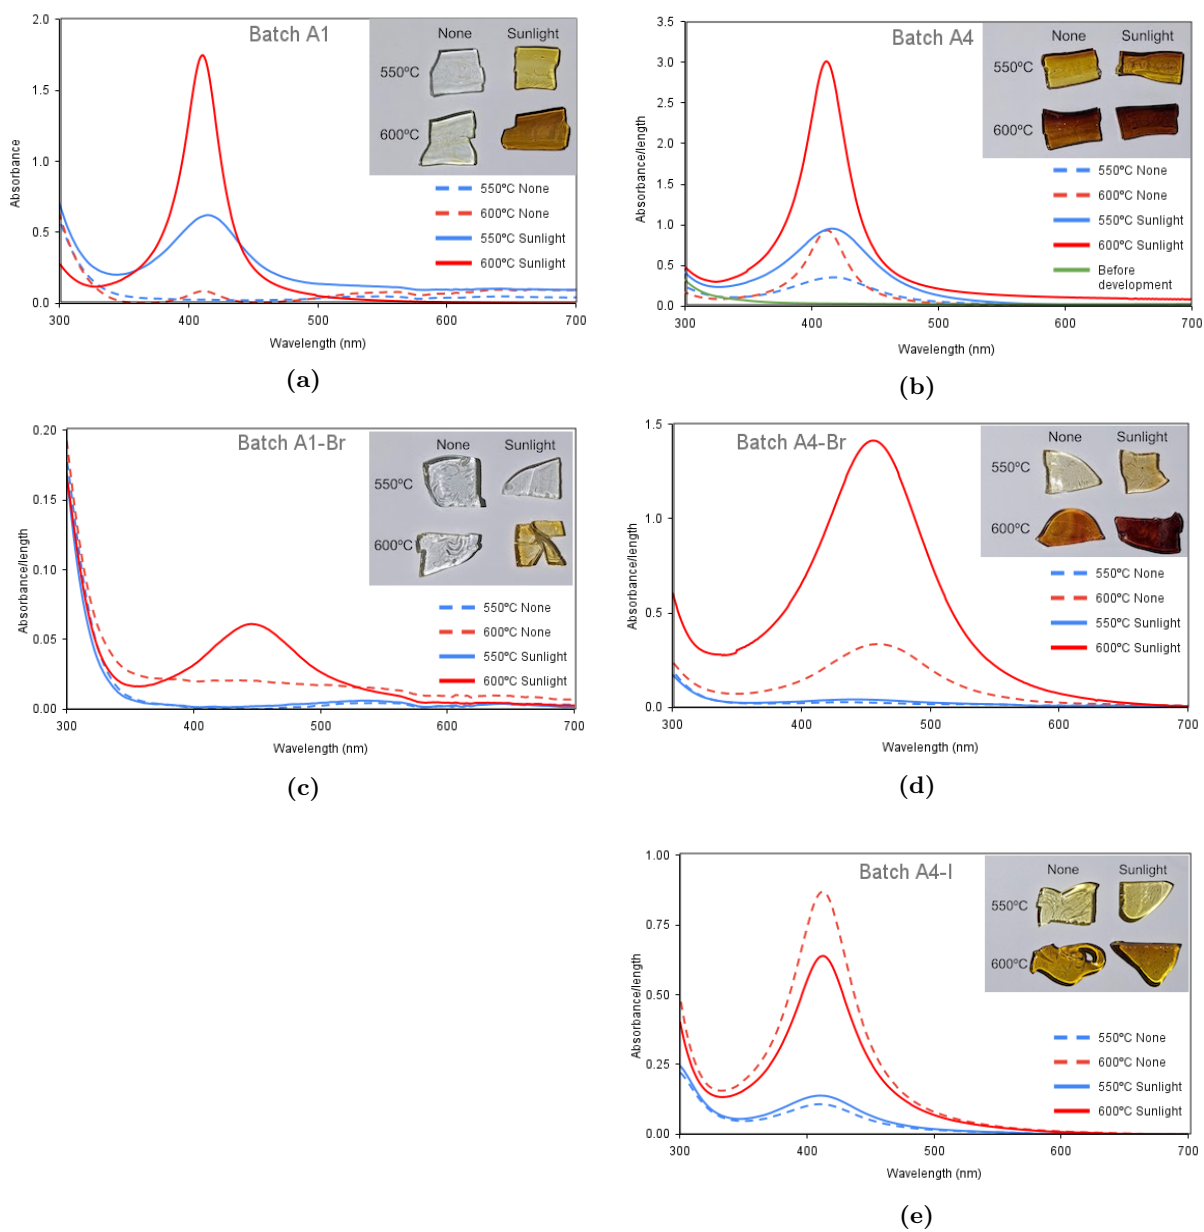 Batch A1
None Sunlight
550ºC
600ºC
2.0
1.5
1.0
0.5
0.0
Absorbance
550ºC None
600ºC None
550ºC Sunlight
600ºC Sunlight
300 400 500 600 700
Wavelength (nm)
(a)
Batch A4
None Sunlight
550ºC
600ºC
3.5
3.0
2.5
2.0
1.5
1.0
0.5
0.0
Absorbance/length
550ºC None
600ºC None
550ºC Sunlight
600ºC Sunlight
Before
development
300 400 500 600 700
Wavelength (nm)
(b)
Batch A1-Br
None Sunlight
550ºC
600ºC
0.20
0.15
0.10
0.05
0.00
Absorbance/length
550ºC None
600ºC None
550ºC Sunlight
600ºC Sunlight
300 400 500 600 700
Wavelength (nm)
(c)
Batch A4-Br
None Sunlight
550ºC
600ºC
1.5
1.0
0.5
0.0
Absorbance/length
550ºC None
600ºC None
550ºC Sunlight
600ºC Sunlight
300 400 500 600 700
Wavelength (nm)
(d)
Batch A4-I
None Sunlight
550ºC
600ºC
1.00
0.75
0.50
0.25
0.00
Absorbance/length
550ºC None
600ºC None
550ºC Sunlight
600ºC Sunlight
300 400 500 600 700
Wavelength (nm)
(e)